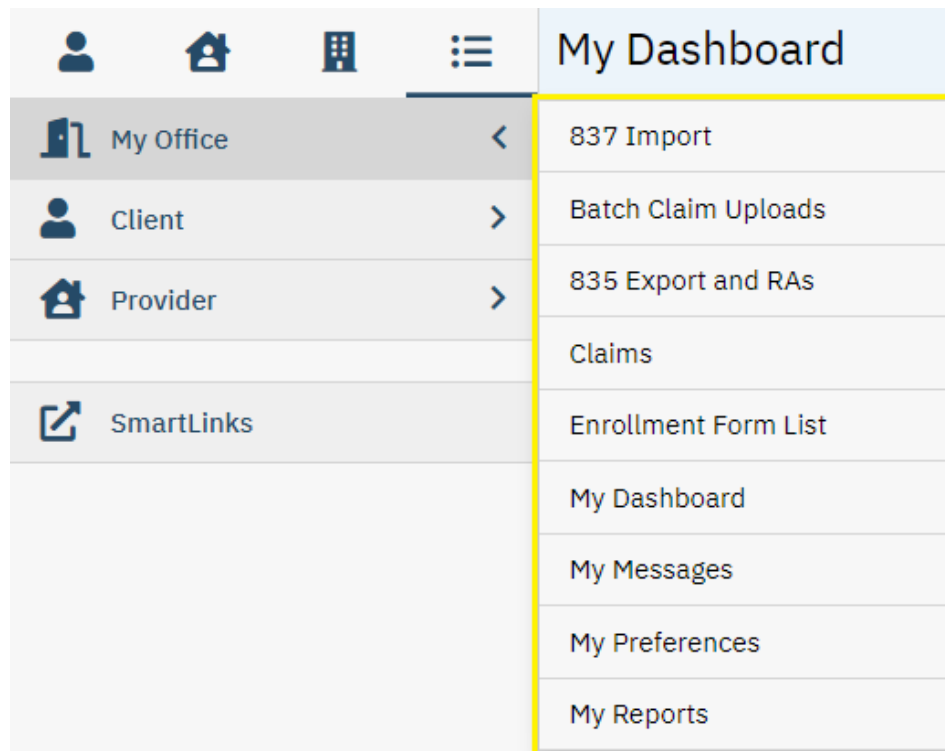 My Dashboard
My Office
Client
Provider
SmartLinks
837 Import
Batch Claim Uploads
835 Export and RAs
Claims
Enrollment Form List
My Dashboard
My Messages
My Preferences
My Reports